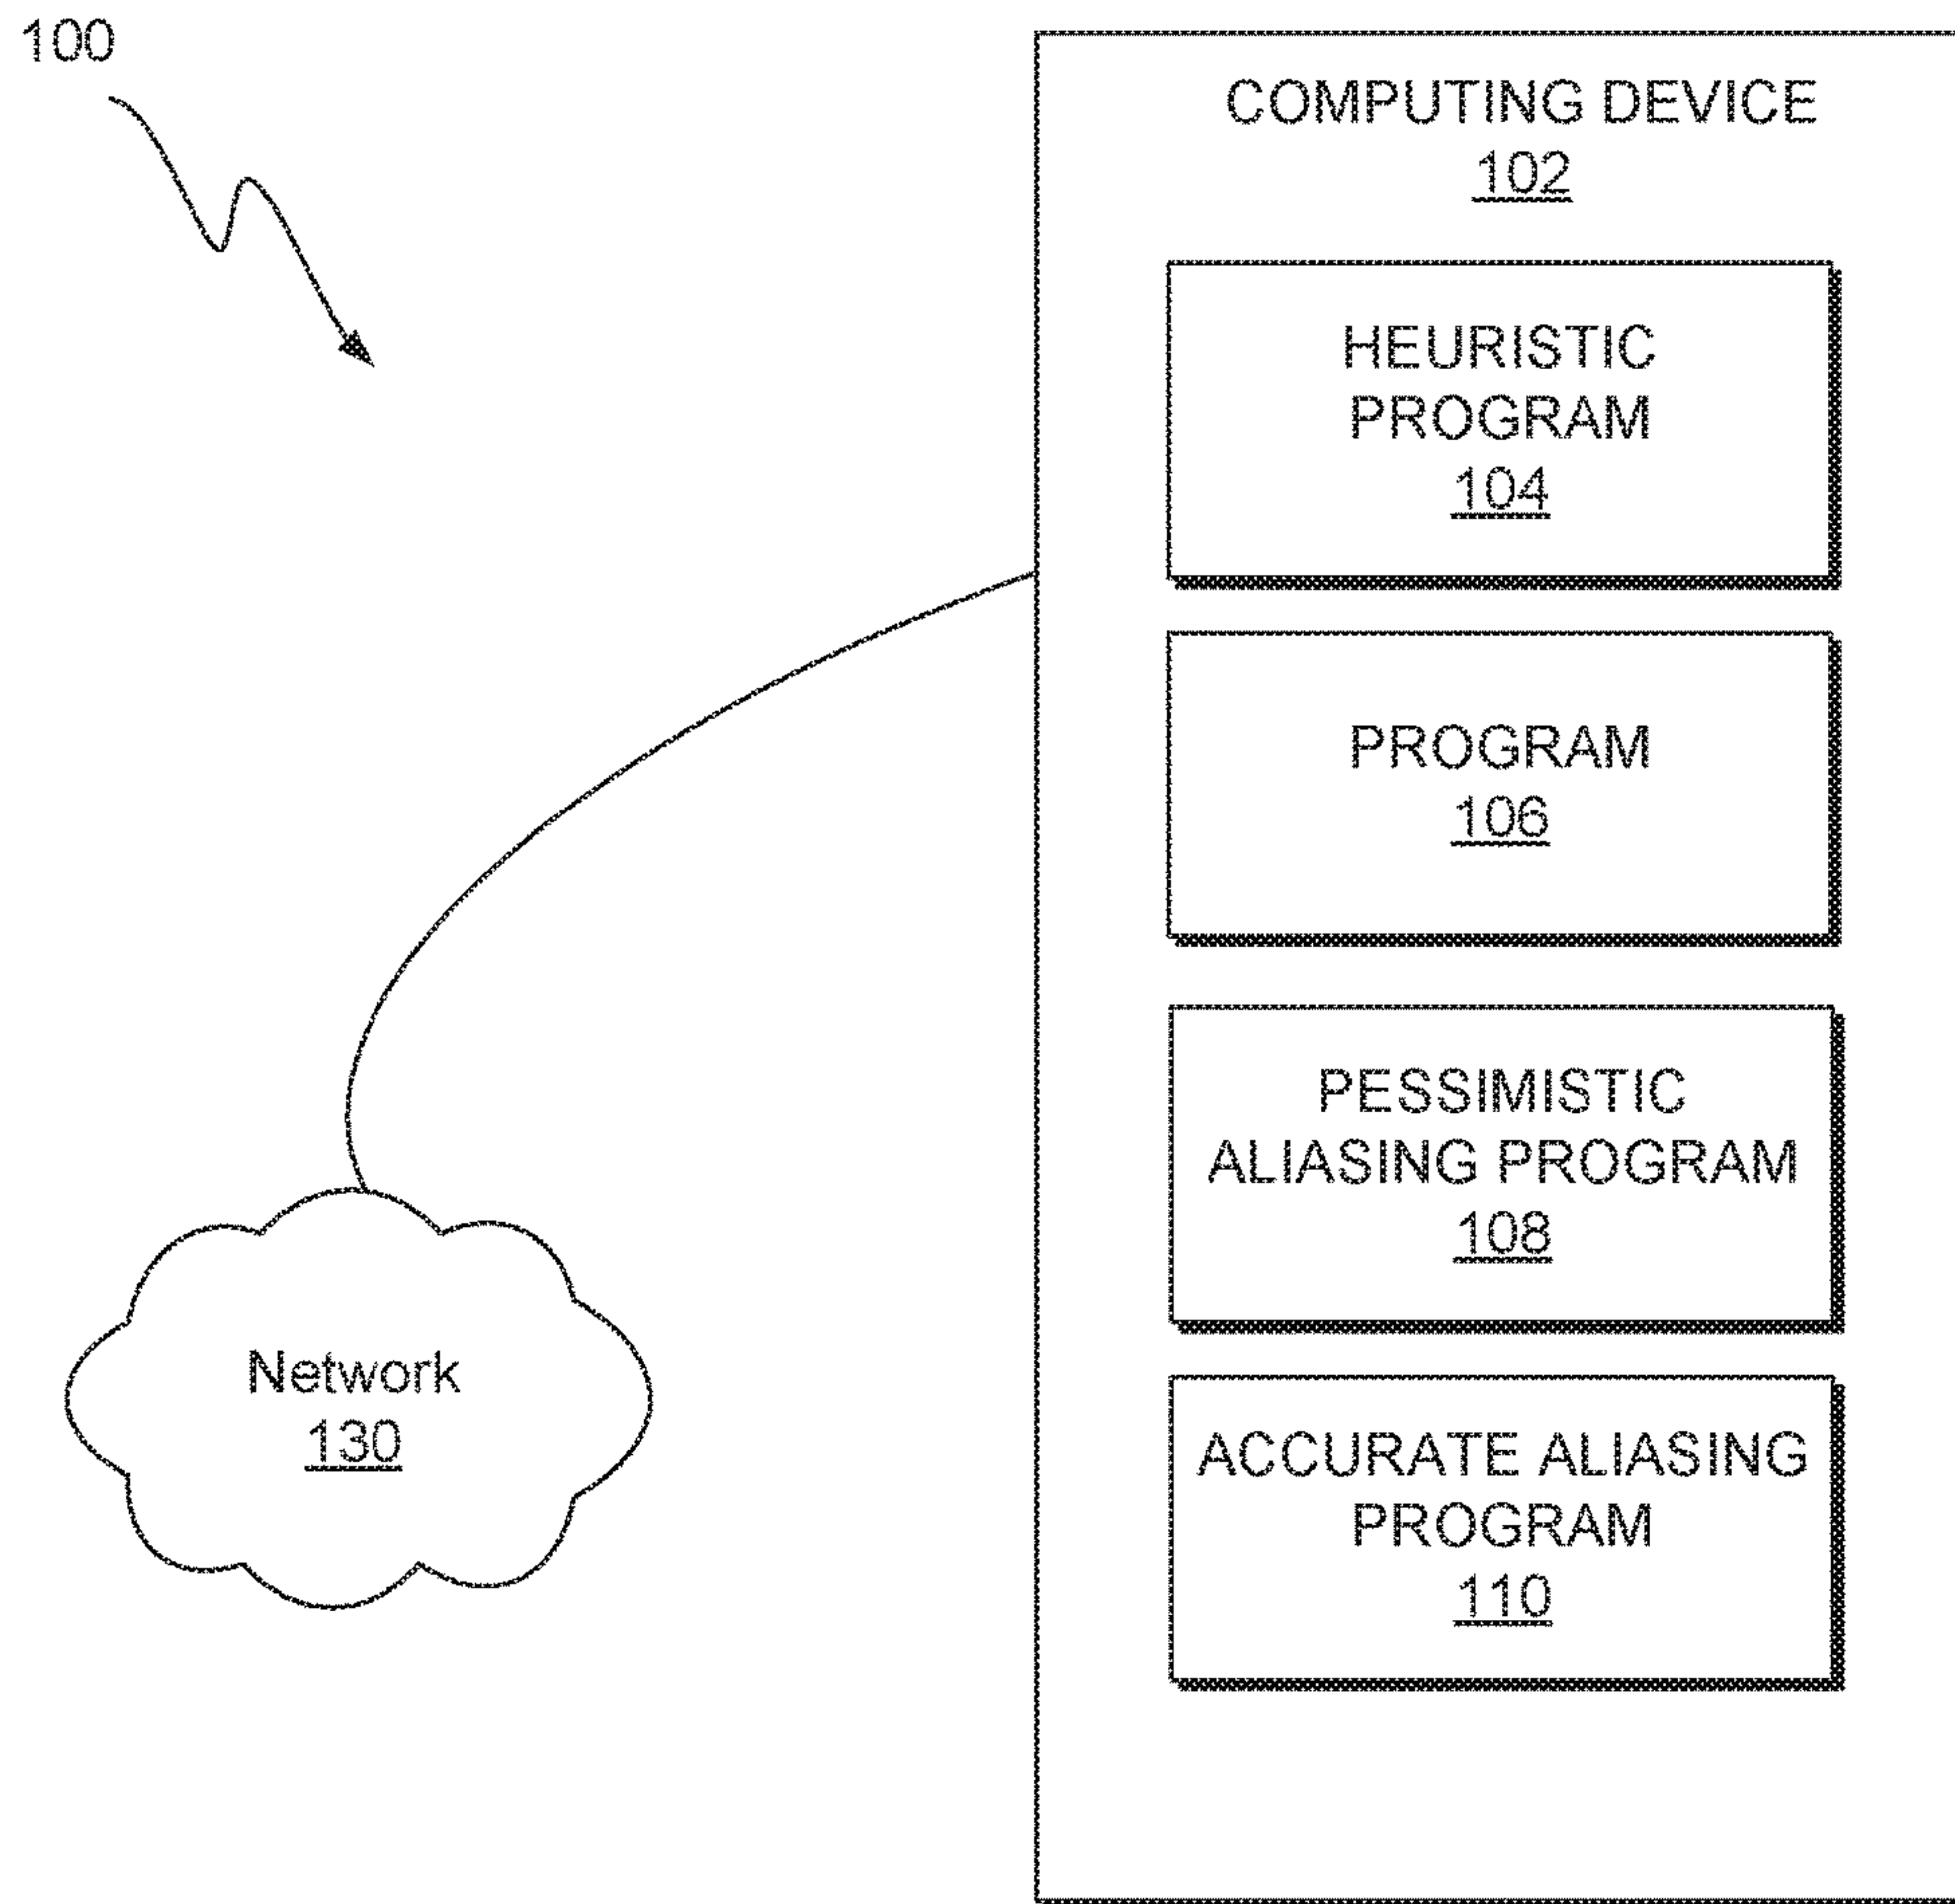 100
COMPUTING DEVICE
102
HEURISTIC
PROGRAM
104
PROGRAM
106
PESSIMISTIC
ALIASING PROGRAM
108
ACCURATE ALIASING
PROGRAM
110
Network
130